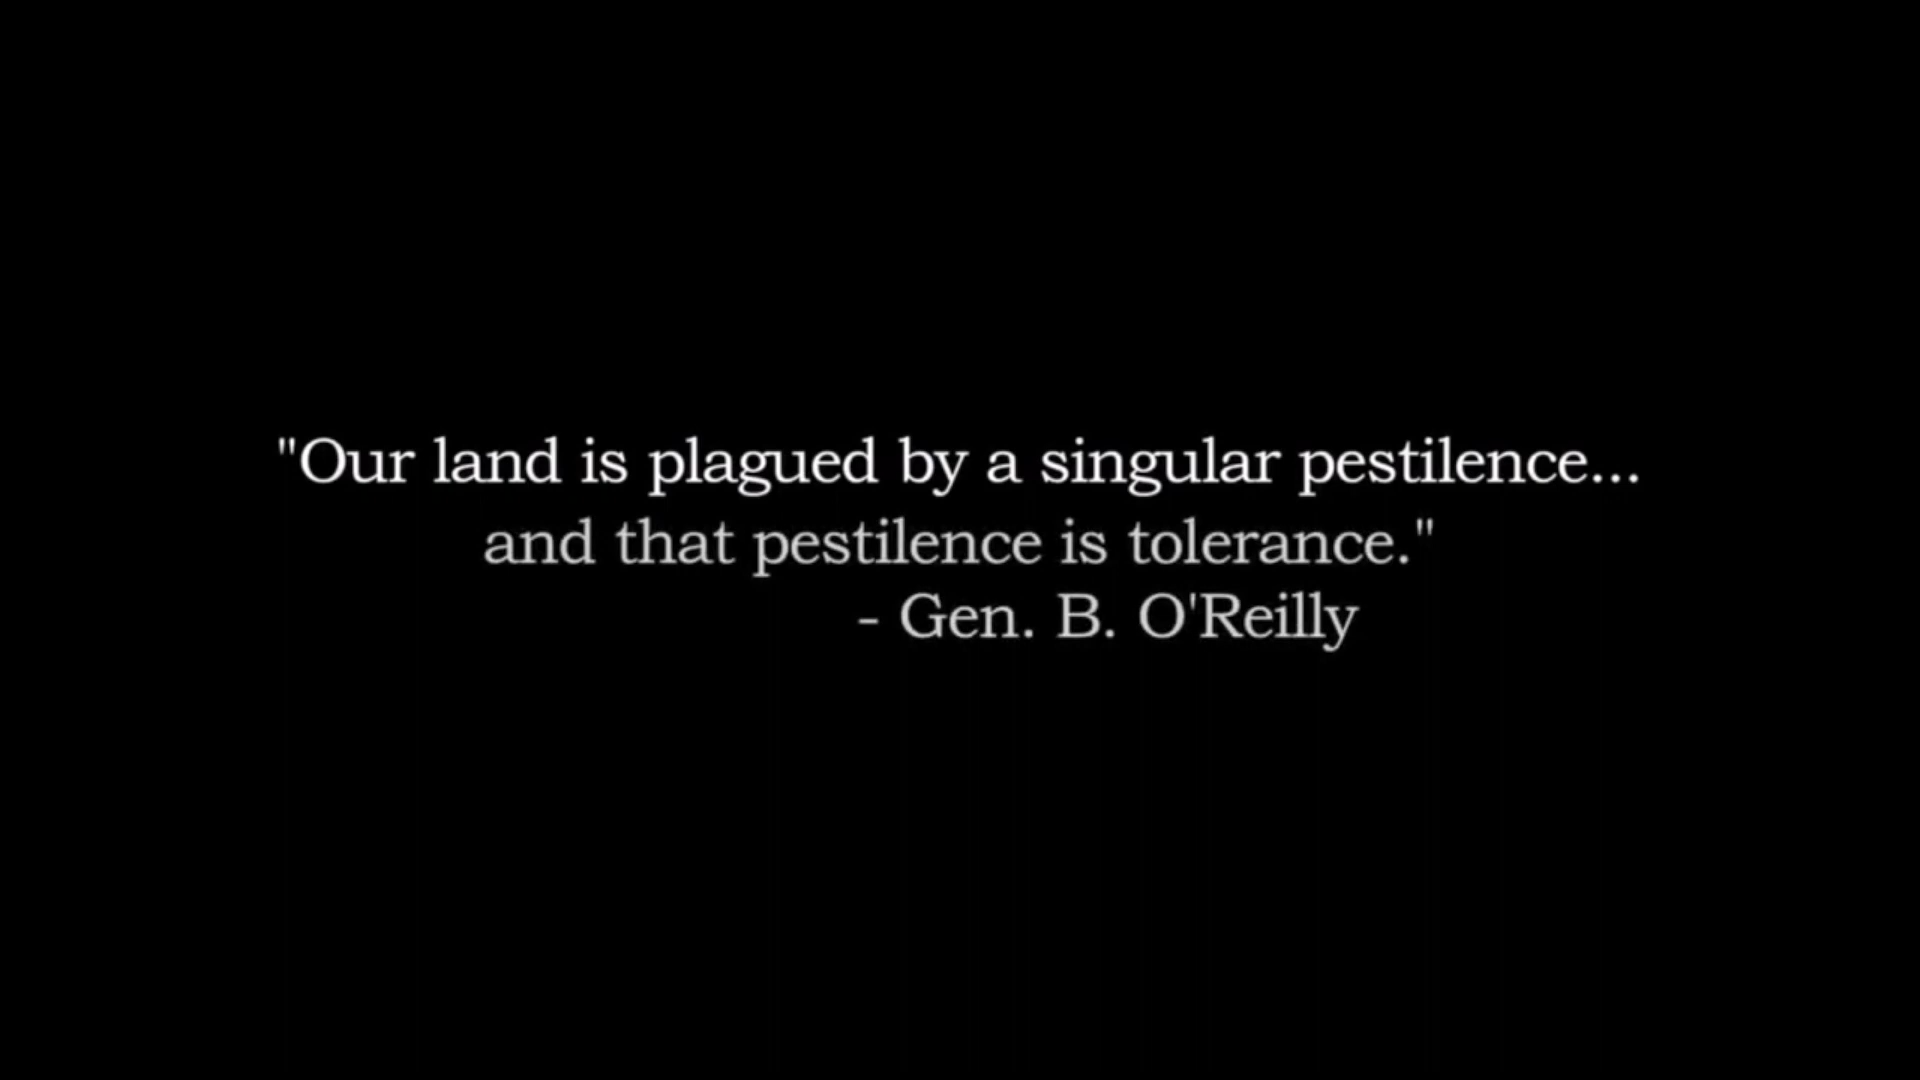 "Our land is plagued by a singular pestilence...
and that pestilence is tolerance."
- Gen. B. O'Reilly